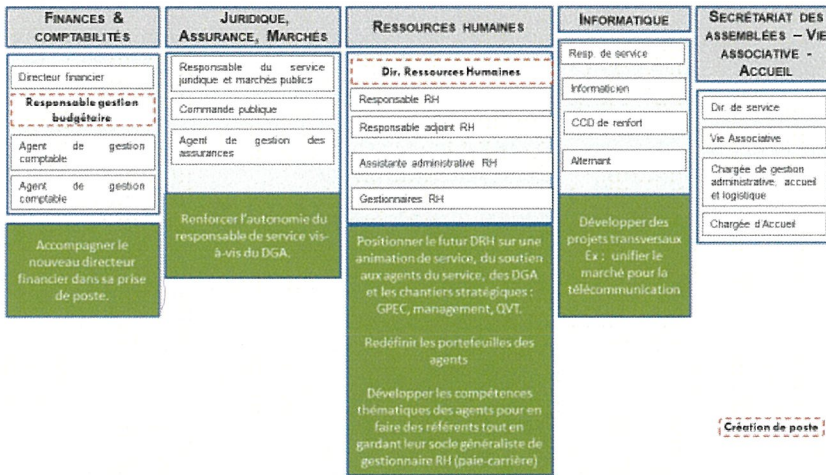 FINANCES &
COMPTABILITÉS
Directeur financier
Responsable gestion
budgétaire
Agent de gestion
comptable
Agent de gestion
comptable
Accompagner le
nouveau directeur
financier dans sa prise
de poste.
JURIDIQUE,
ASSURANCE, MARCHÉS
Responsable du service
juridique et marchés publics
Commande publique
Agent de gestion des
assurances
Renforcer l'autonomie du
responsable de service vis-
à-vis du DGA.
RESSOURCES HUMAINES
Dir. Ressources Humaines
Responsable RH
Responsable adjoint RH
Assistante administrative RH
Gestionnaires RH
Positionner le futur DRH sur une
animation de service, du soutien
aux agents du service, des DGA
et les chantiers stratégiques :
GPEC, management, QVT.
Redéfinir les portefeuilles des
agents
Développer les compétences
thématiques des agents pour en
faire des référents tout en
gardant leur socle généraliste de
gestionnaire RH (paie-carrière)
INFORMATIQUE
Resp. de service
Informaticien
CCD de renfort
Alternant
Développer des
projets transversaux
Ex : unifier le
marché pour la
télécommunication
SECRÉTARIAT DES
ASSEMBLÉES – VIE
ASSOCIATIVE -
ACCUEIL
Dir. de service
Vie Associative
Chargée de gestion
administrative, accueil
et logistique
Chargée d'Accueil
Création de poste